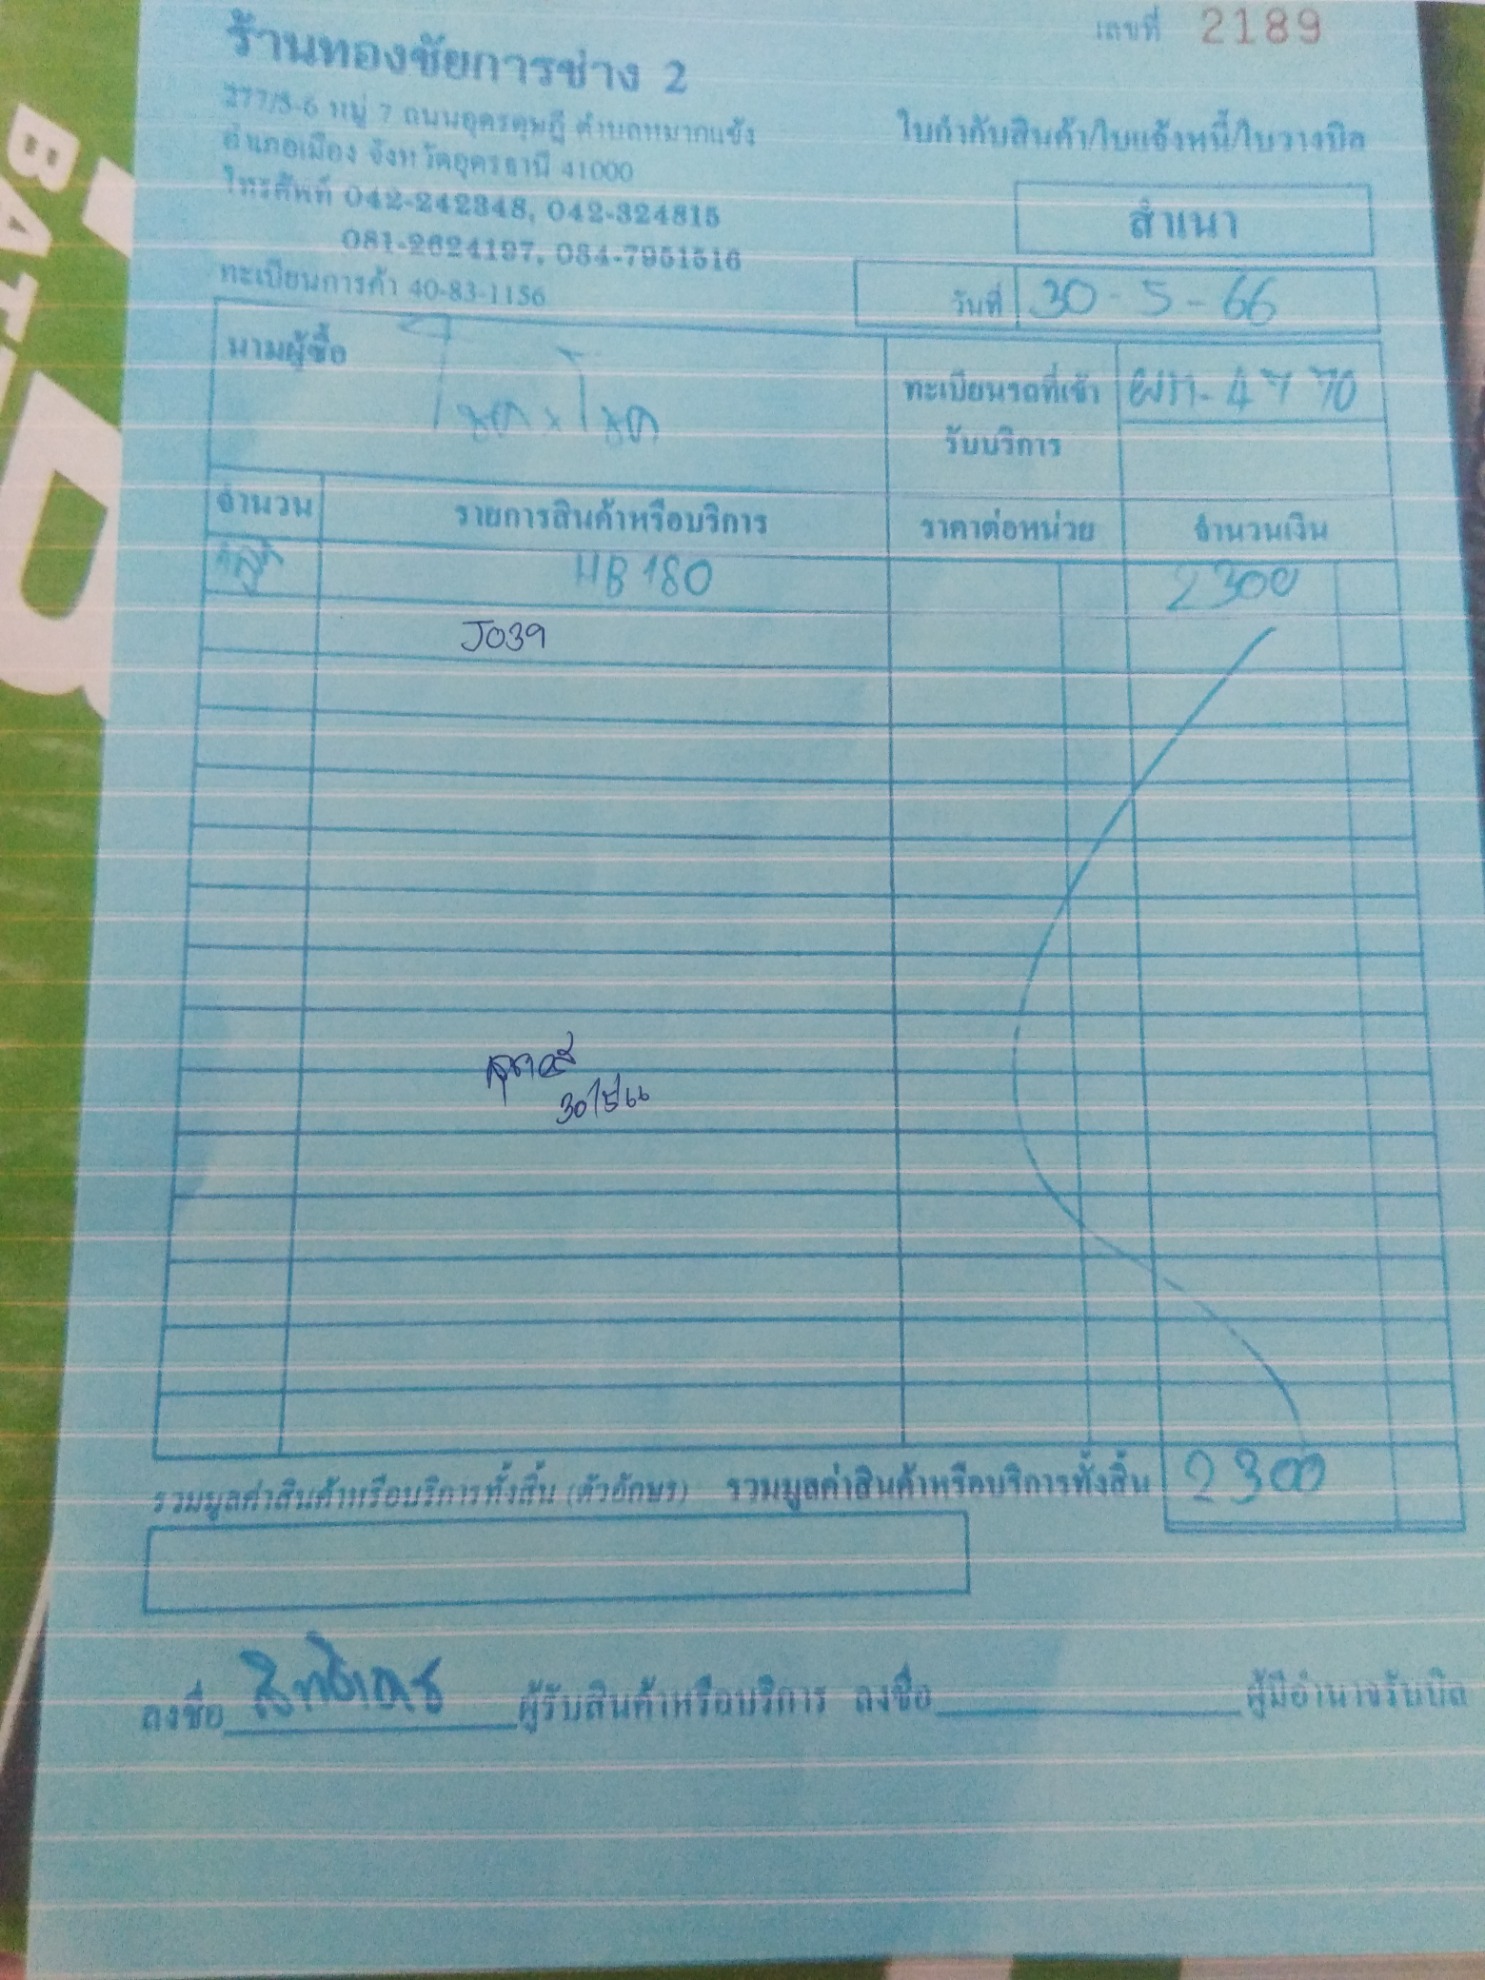 ร้านทองชัยการช่าง 2
เลขที่ 2189
277/5-6 หมู่ 7 ถนนอุดรดุษฎี ตำบลหมากแข้ง
อำเภอเมือง จังหวัดอุดรธานี 41000
โทรศัพท์ 042-242348, 042-324815
081-2624197, 084-7951516
ทะเบียนการค้า 40-83-1156
ใบกำกับสินค้า/ใบแจ้งหนี้/ใบวางบิล
สำเนา
วันที่ 30-5-66
นามผู้ซื้อ
ทะเบียนรถที่เข้า
รับบริการ
จำนวน รายการสินค้าหรือบริการ ราคาต่อหน่วย จำนวนเงิน
HB 180 2300
J039
30/5/66
รวมมูลค่าสินค้าหรือบริการทั้งสิ้น (ตัวอักษร) รวมมูลค่าสินค้าหรือบริการทั้งสิ้น 2300
ลงชื่อ ผู้รับสินค้าหรือบริการ ลงชื่อ ผู้มีอำนาจรับบิล
BAT